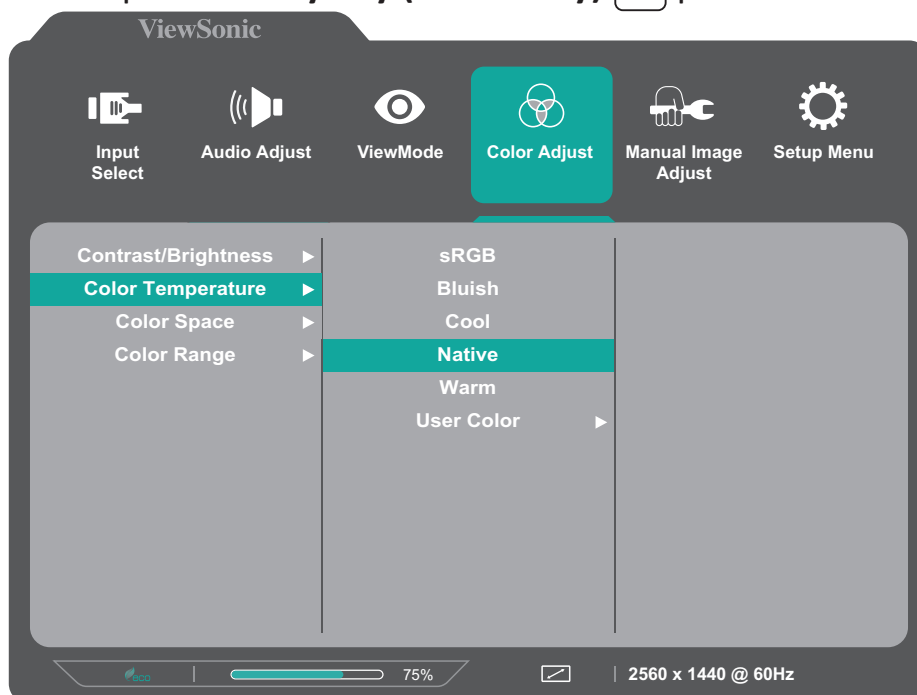 ViewSonic
Input Select
Audio Adjust
ViewMode
Color Adjust
Manual Image Adjust
Setup Menu
Contrast/Brightness
Color Temperature
Color Space
Color Range
sRGB
Bluish
Cool
Native
Warm
User Color
eco
75%
2560 x 1440 @ 60Hz